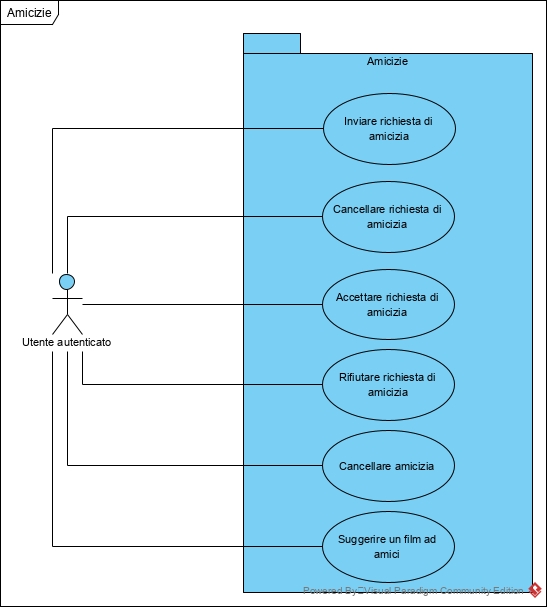 Amicizie
Amicizie
Inviare richiesta di
amicizia
Cancellare richiesta di
amicizia
Accettare richiesta di
amicizia
Utente autenticato
Rifiutare richiesta di
amicizia
Cancellare amicizia
Suggerire un film ad
amici
Powered By Visual Paradigm Community Edition